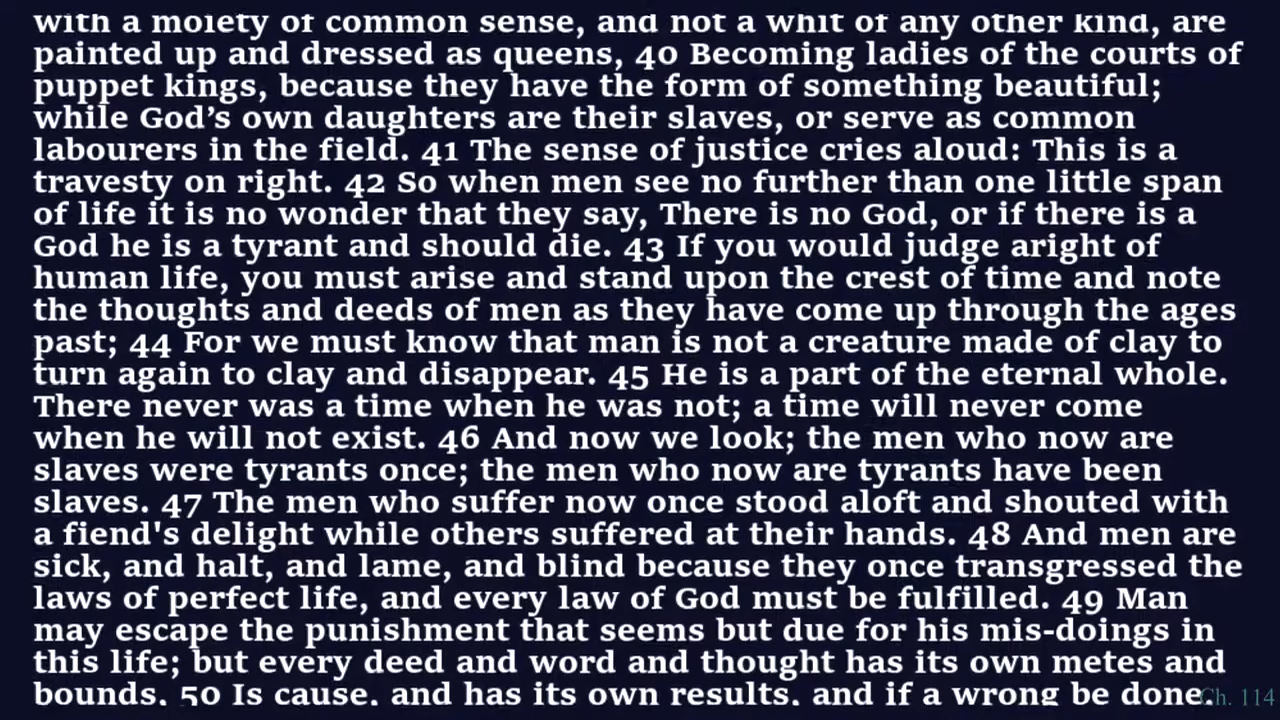 with a moiety of common sense, and not a whit of any other kind, are
painted up and dressed as queens, 40 Becoming ladies of the courts of
puppet kings, because they have the form of something beautiful;
while God’s own daughters are their slaves, or serve as common
labourers in the field. 41 The sense of justice cries aloud: This is a
travesty on right. 42 So when men see no further than one little span
of life it is no wonder that they say, There is no God, or if there is a
God he is a tyrant and should die. 43 If you would judge aright of
human life, you must arise and stand upon the crest of time and note
the thoughts and deeds of men as they have come up through the ages
past; 44 For we must know that man is not a creature made of clay to
turn again to clay and disappear. 45 He is a part of the eternal whole.
There never was a time when he was not; a time will never come
when he will not exist. 46 And now we look; the men who now are
slaves were tyrants once; the men who now are tyrants have been
slaves. 47 The men who suffer now once stood aloft and shouted with
a fiend's delight while others suffered at their hands. 48 And men are
sick, and halt, and lame, and blind because they once transgressed the
laws of perfect life, and every law of God must be fulfilled. 49 Man
may escape the punishment that seems but due for his mis-doings in
this life; but every deed and word and thought has its own metes and
bounds, 50 Is cause, and has its own results, and if a wrong be done,
Ch. 114